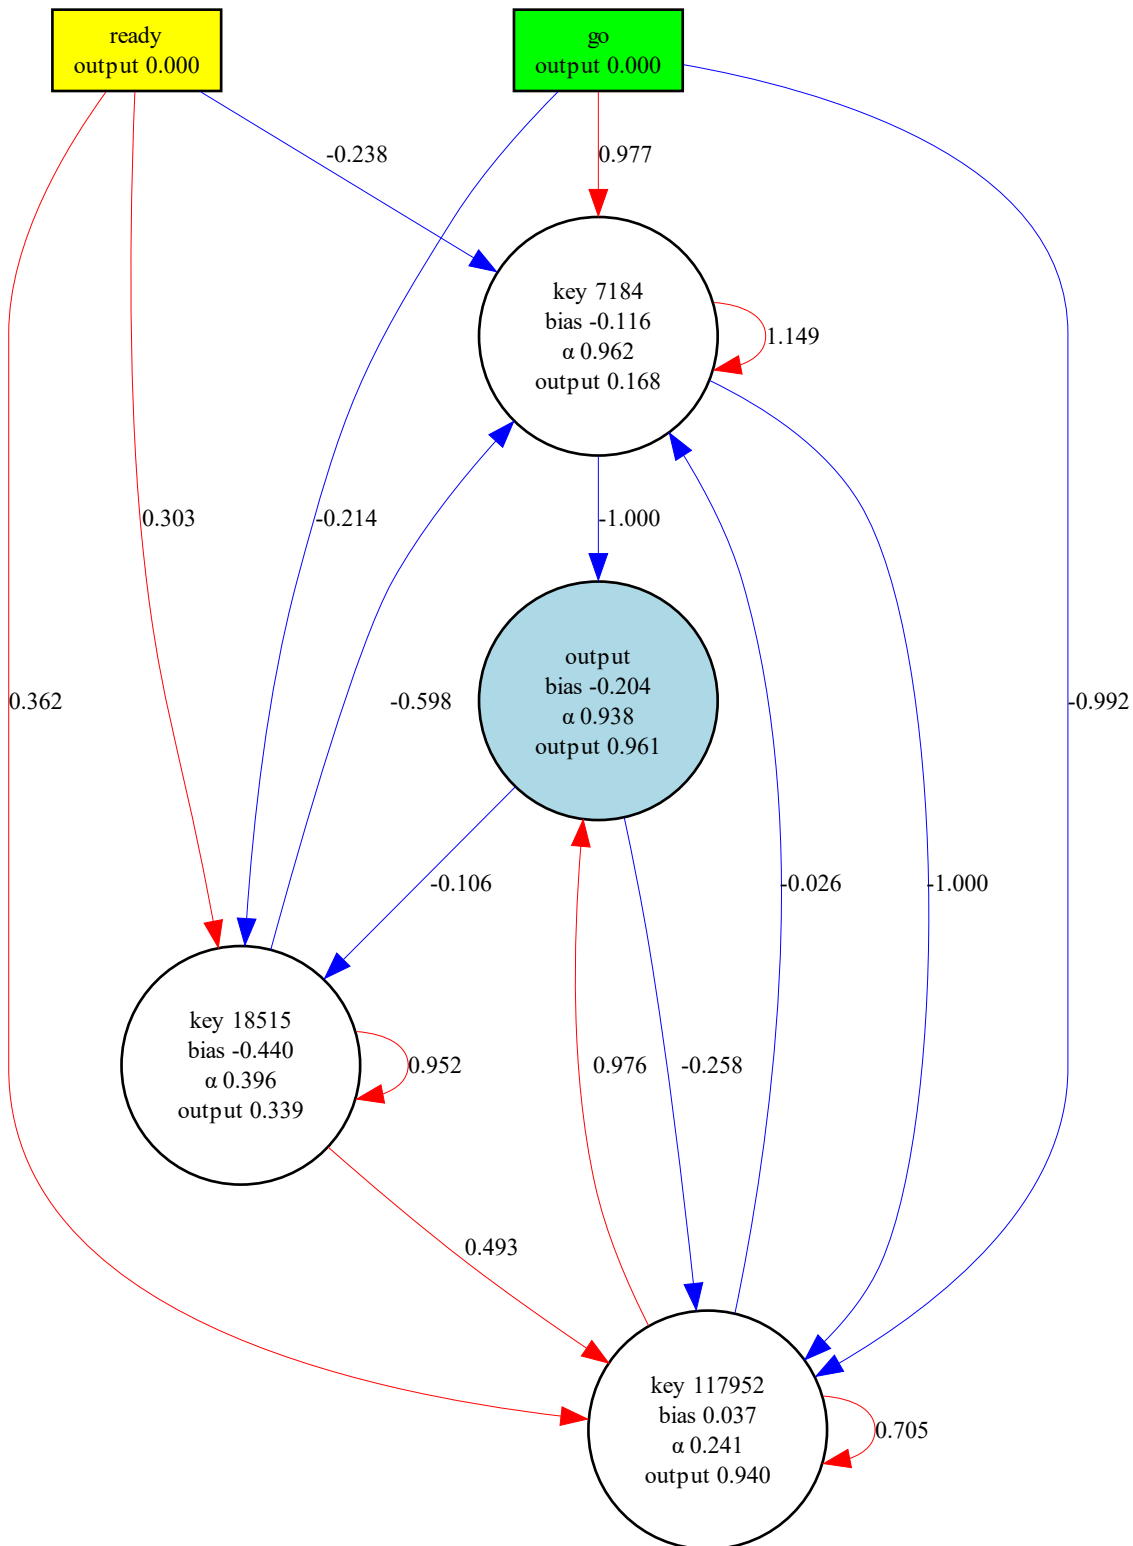 ready
output 0.000
go
output 0.000
-0.238
0.977
key 7184
bias -0.116
α 0.962
output 0.168
1.149
0.303
-0.214
-1.000
output
bias -0.204
α 0.938
output 0.961
0.362
-0.598
-0.992
-0.106
-0.026
-1.000
key 18515
bias -0.440
α 0.396
output 0.339
0.952
0.976
-0.258
0.493
key 117952
bias 0.037
α 0.241
output 0.940
0.705